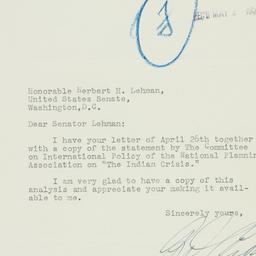 Honorable Herbert H. Lehman,
United States Senate,
Washington,D.C.
Dear Senator Lehman:
I have your letter of April 26th together
with a copy of the statement by The Committee
on International Policy of the National Plannin
Association on "The Indian Crisis."
I am very glad to have a copy of this
analysis and appreciate your making it avail-
able to me.
Sincerely yours,